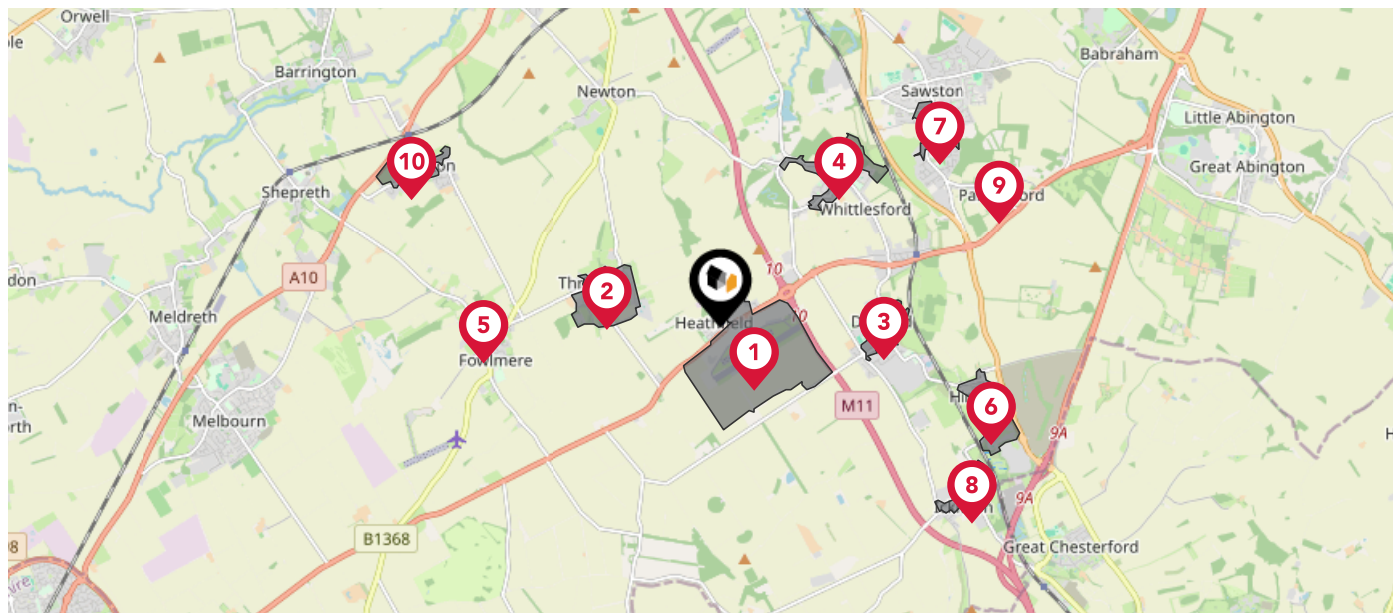 Orwell
Babraham
Barrington
Newton
Sawston
Little Abington
7
10
4
Great Abington
Shepreth
9
Whittlesford
10
A10
2
Meldreth
10
5
Heathfield
3
Fowlmere
1
M11
6
Melbourn
9A
8
9A
B1368
Great Chesterford